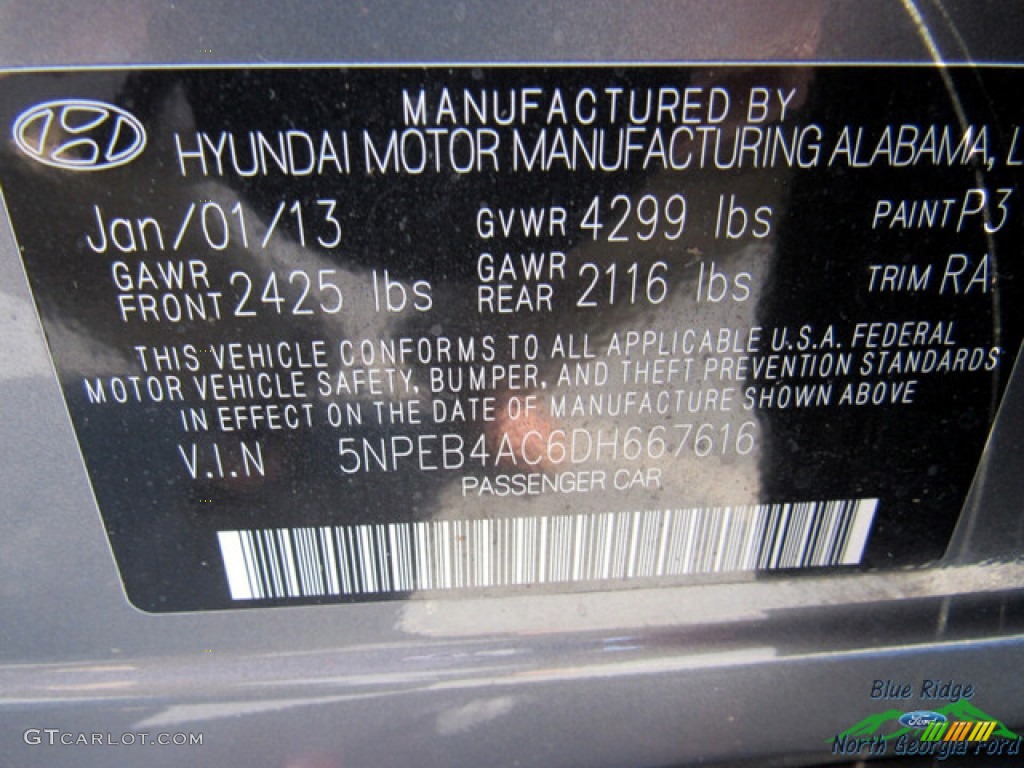 MANUFACTURED BY
HYUNDAI MOTOR MANUFACTURING ALABAMA, L
Jan/01/13 GVWR 4299 lbs PAINT P3
GAWR FRONT 2425 lbs GAWR REAR 2116 lbs TRIM RA
THIS VEHICLE CONFORMS TO ALL APPLICABLE U.S.A. FEDERAL
MOTOR VEHICLE SAFETY, BUMPER, AND THEFT PREVENTION STANDARDS
IN EFFECT ON THE DATE OF MANUFACTURE SHOWN ABOVE
V.I.N 5NPEB4AC6DH667616
PASSENGER CAR
Blue Ridge
Ford
North Georgia Ford
GTCARLOT.COM